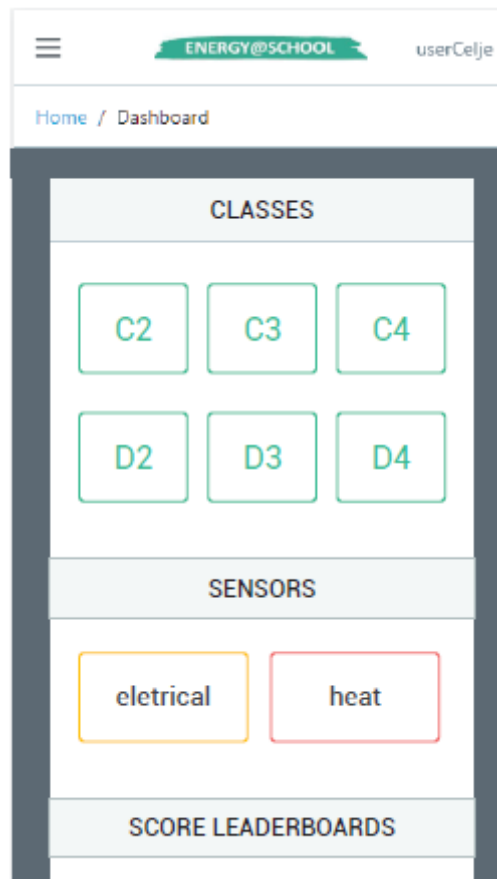 ENERGY@SCHOOL userCelje
Home / Dashboard
CLASSES
C2 C3 C4
D2 D3 D4
SENSORS
eletrical heat
SCORE LEADERBOARDS